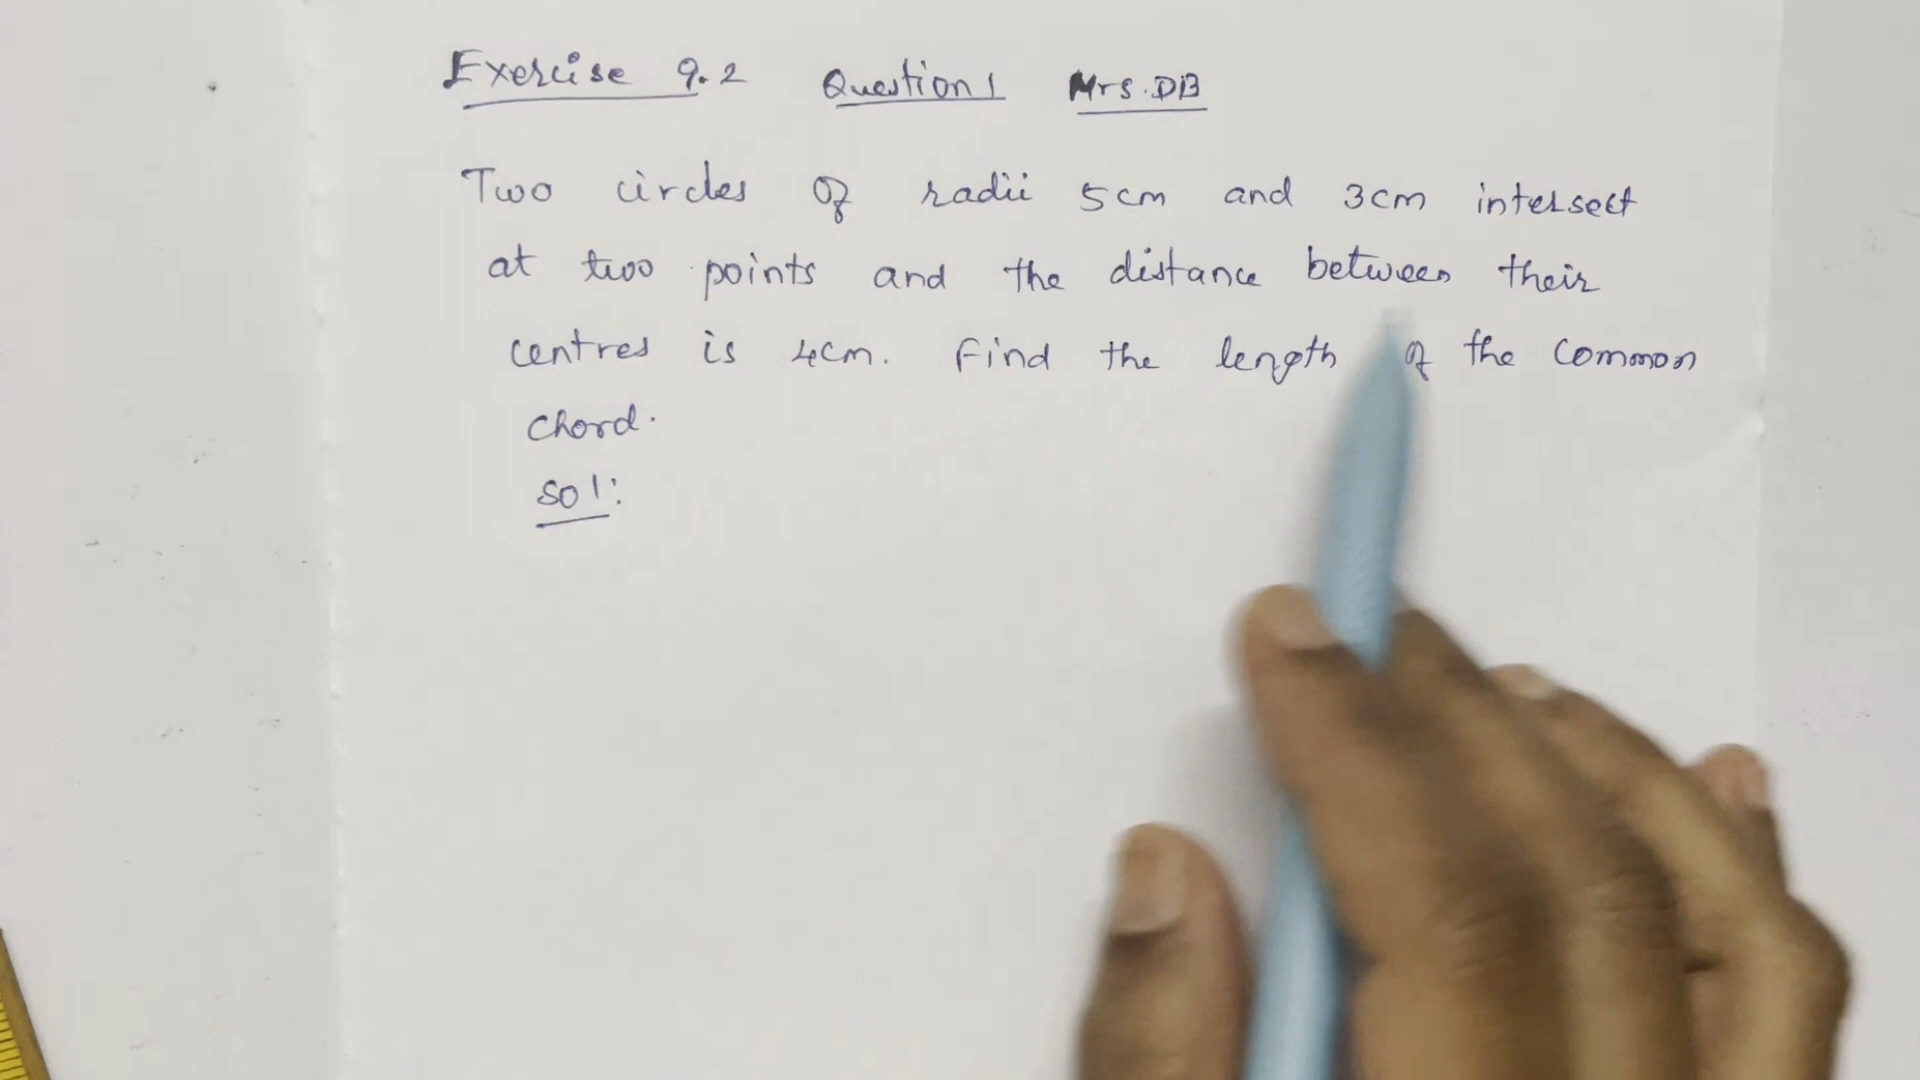 Exercise 9.2 Question 1 Mrs. DB
Two circles of radii 5cm and 3cm intersect
at two points and the distance between their
centres is 4cm. Find the length of the common
chord.
Sol: